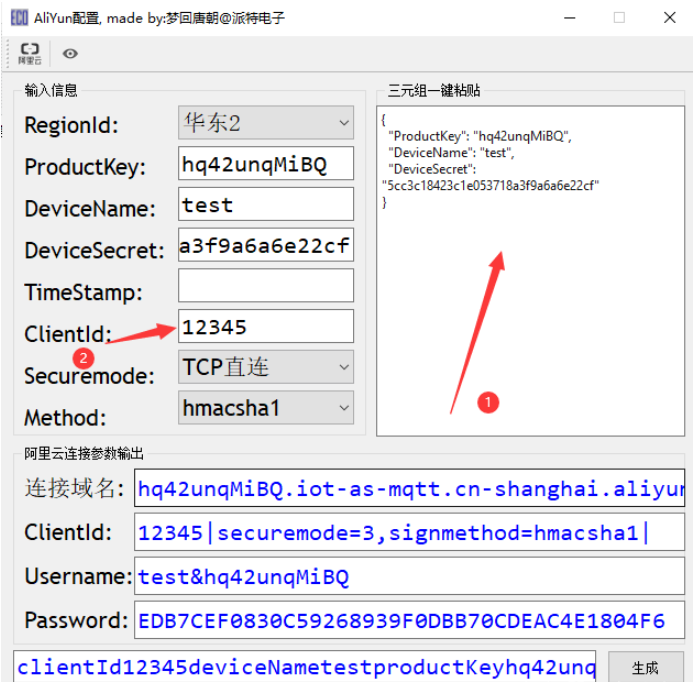 AliYun配置, made by:梦回唐朝@派特电子
阿里云
输入信息
RegionId: 华东2
ProductKey: hq42unqMiBQ
DeviceName: test
DeviceSecret: a3f9a6a6e22cf
TimeStamp:
ClientId: 12345
2
Securemode: TCP直连
Method: hmacsha1
三元组一键粘贴
{
"ProductKey": "hq42unqMiBQ",
"DeviceName": "test",
"DeviceSecret":
"5cc3c18423c1e053718a3f9a6a6e22cf"
}
1
阿里云连接参数输出
连接域名: hq42unqMiBQ.iot-as-mqtt.cn-shanghai.aliyun
ClientId: 12345|securemode=3,signmethod=hmacsha1|
Username: test&hq42unqMiBQ
Password: EDB7CEF0830C59268939F0DBB70CDEAC4E1804F6
clientId12345deviceNametestproductKeyhq42unq 生成